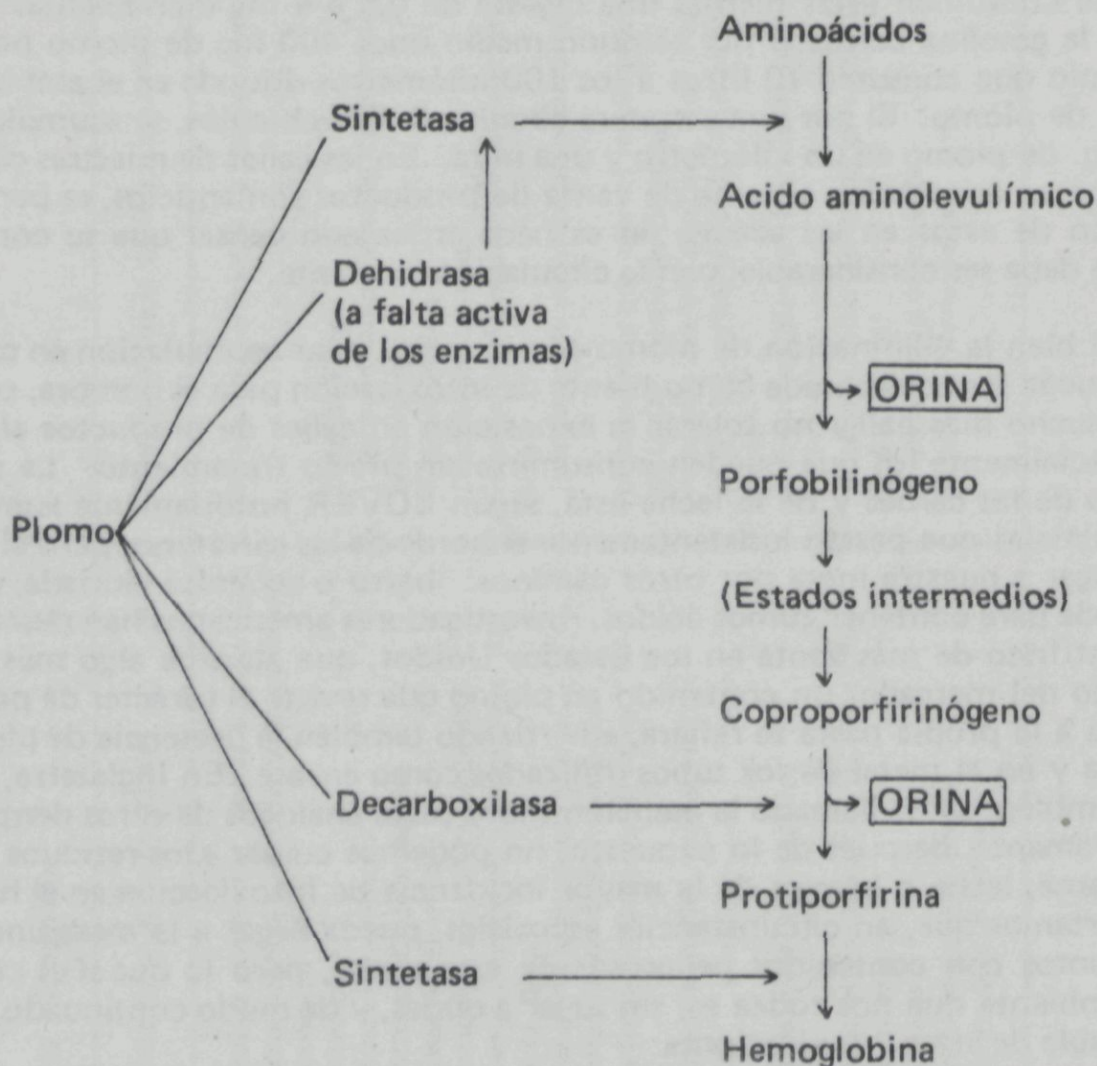 Aminoácidos
Sintetasa
Acido aminolevulímico
Dehidrasa
(a falta activa
de los enzimas)
ORINA
Porfobilinógeno
Plomo
(Estados intermedios)
Coproporfirinógeno
Decarboxilasa
ORINA
Protiporfirina
Sintetasa
Hemoglobina